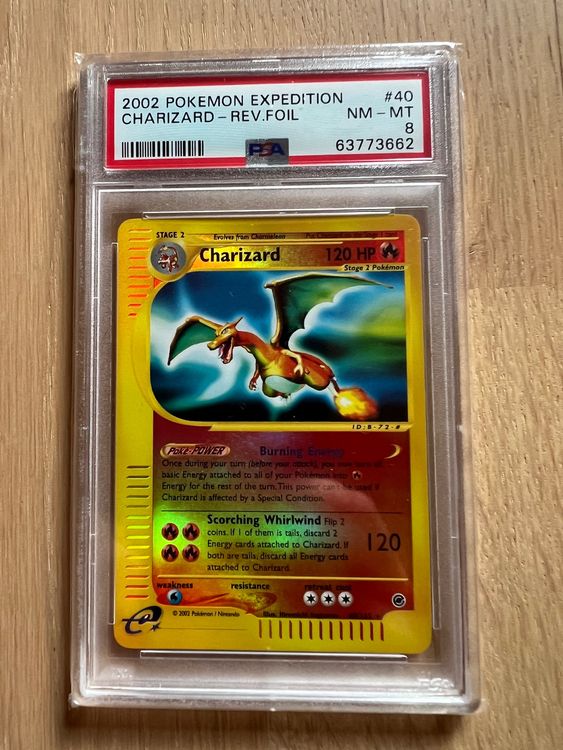 2002 POKEMON EXPEDITION #40
CHARIZARD - REV.FOIL NM - MT
8
PSA 63773662
STAGE 2 Evolves from Charmeleon
Charizard 120 HP
Stage 2 Pokémon
ID:B-72-#
Poké-POWER Burning Energy
Once during your turn (before your attack), you may turn all
basic Energy attached to all of your Pokémon into
Energy for the rest of the turn. This power can't be used if
Charizard is affected by a Special Condition.
Scorching Whirlwind Flip 2
coins. If 1 of them is tails, discard 2
Energy cards attached to Charizard. If
both are tails, discard all Energy cards
attached to Charizard.
120
weakness resistance retreat cost
e
© 2002 Pokémon / Nintendo